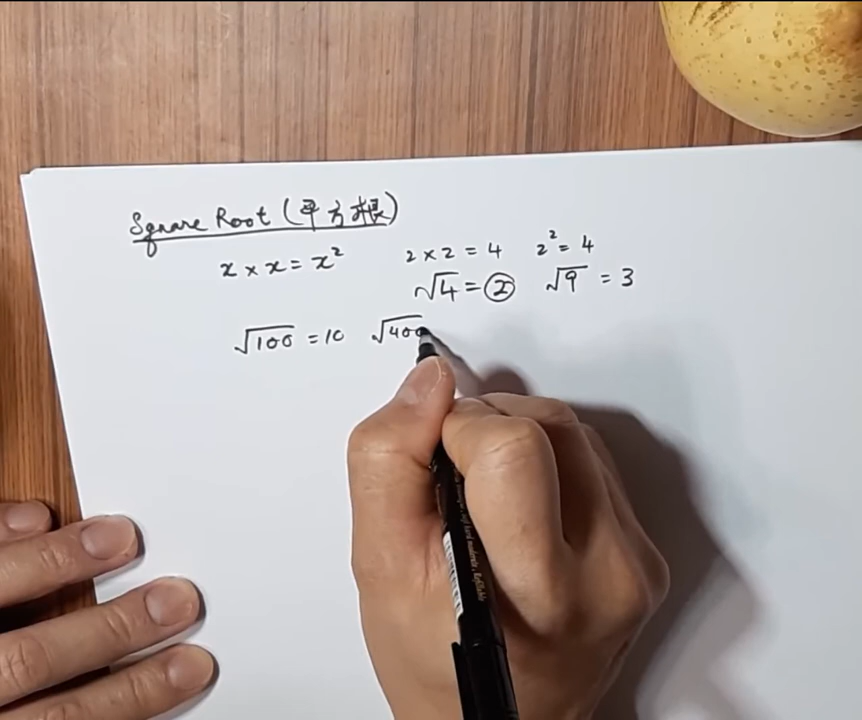 Square Root (平方根)
x × x = x² 2 × 2 = 4 2² = 4
√4 = ② √9 = 3
√100 = 10 √400